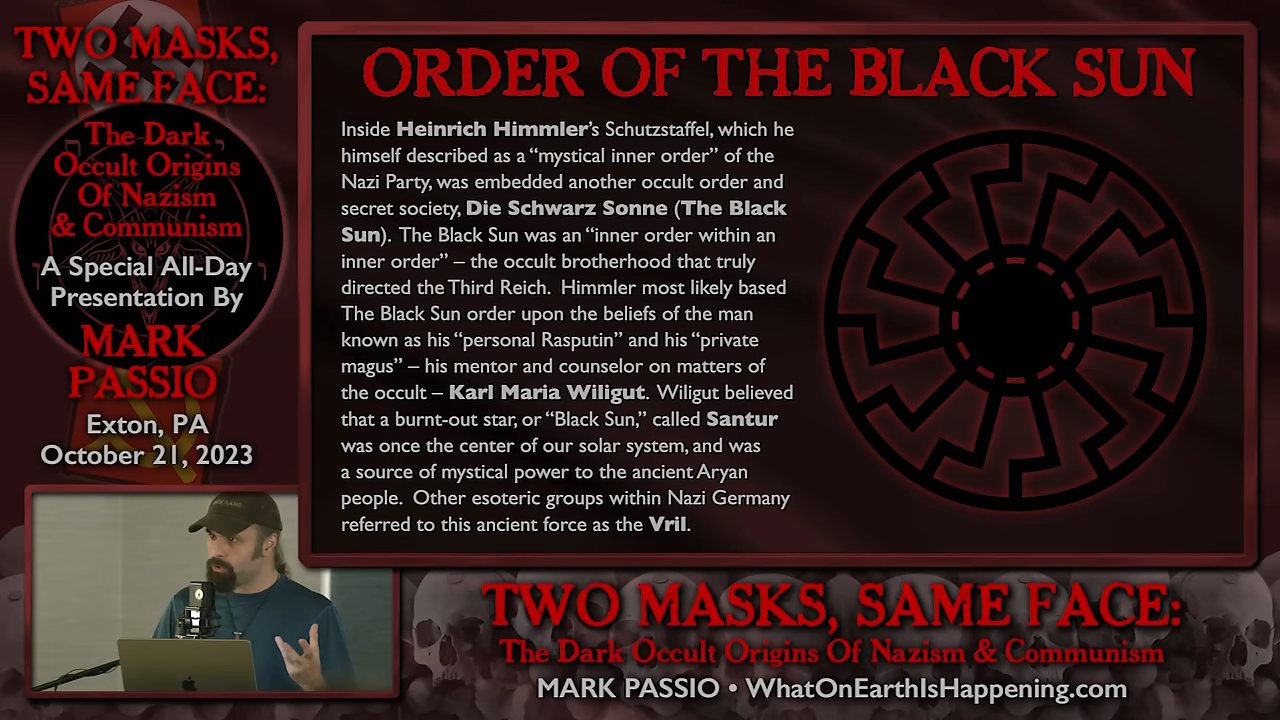 TWO MASKS,
SAME FACE:
The Dark
Occult Origins
Of Nazism
& Communism
A Special All-Day
Presentation By
MARK
PASSIO
Exton, PA
October 21, 2023
ORDER OF THE BLACK SUN
Inside Heinrich Himmler's Schutzstaffel, which he
himself described as a “mystical inner order” of the
Nazi Party, was embedded another occult order and
secret society, Die Schwarz Sonne (The Black
Sun). The Black Sun was an “inner order within an
inner order” – the occult brotherhood that truly
directed the Third Reich. Himmler most likely based
The Black Sun order upon the beliefs of the man
known as his “personal Rasputin” and his “private
magus” – his mentor and counselor on matters of
the occult – Karl Maria Wiligut. Wiligut believed
that a burnt-out star, or “Black Sun,” called Santur
was once the center of our solar system, and was
a source of mystical power to the ancient Aryan
people. Other esoteric groups within Nazi Germany
referred to this ancient force as the Vril.
TWO MASKS, SAME FACE:
The Dark Occult Origins Of Nazism & Communism
MARK PASSIO • WhatOnEarthIsHappening.com